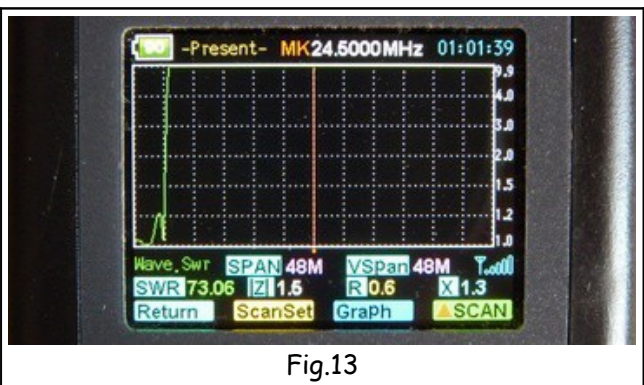 90 -Present- MK24.5000MHz 01:01:39
9.9
4.0
3.0
2.0
1.5
1.2
1.0
Wave.Swr SPAN 48M VSpan 48M
SWR 73.06 |Z| 1.5 R 0.6 X 1.3
Return ScanSet Graph SCAN
Fig.13